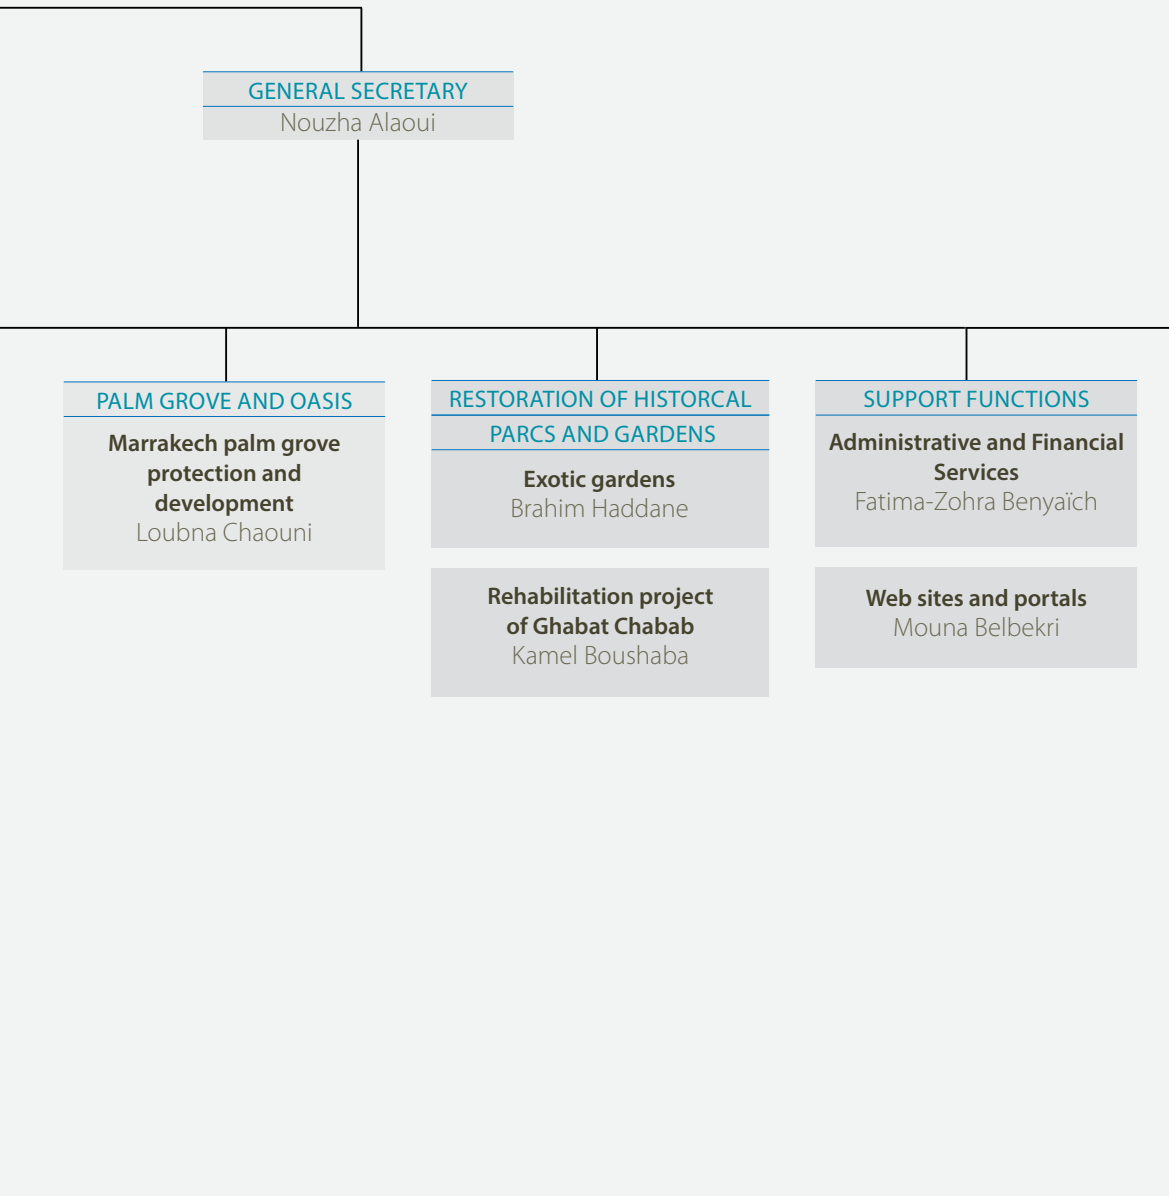 GENERAL SECRETARY
Nouzha Alaoui
PALM GROVE AND OASIS
Marrakech palm grove
protection and
development
Loubna Chaouni
RESTORATION OF HISTORCAL
PARCS AND GARDENS
Exotic gardens
Brahim Haddane
Rehabilitation project
of Ghabat Chabab
Kamel Boushaba
SUPPORT FUNCTIONS
Administrative and Financial
Services
Fatima-Zohra Benyaïch
Web sites and portals
Mouna Belbekri